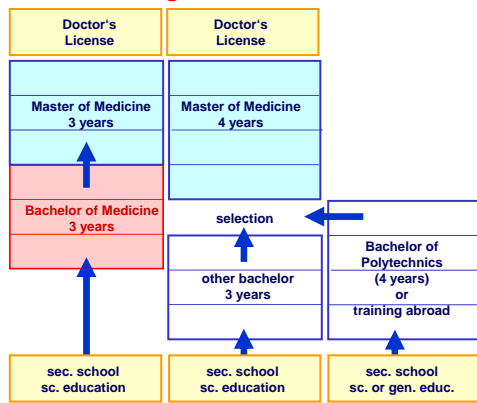 Doctor's
License
Doctor's
License
Master of Medicine
3 years
Master of Medicine
4 years
Bachelor of Medicine
3 years
selection
other bachelor
3 years
Bachelor of
Polytechnics
(4 years)
or
training abroad
sec. school
sc. education
sec. school
sc. education
sec. school
sc. or gen. educ.